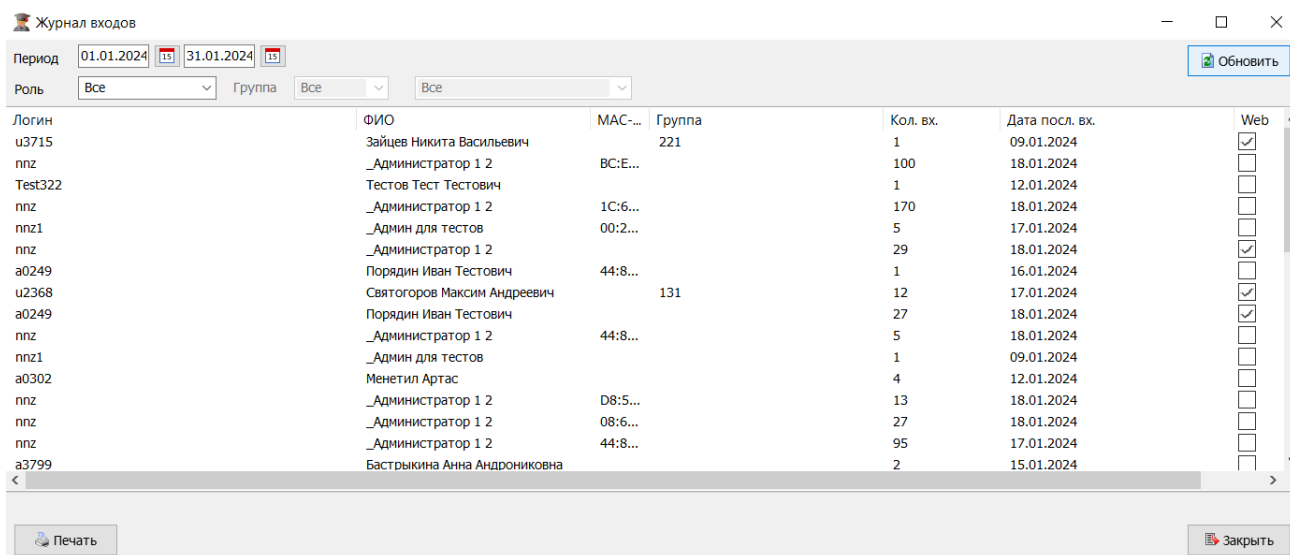 Журнал входов
Период 01.01.2024 15 31.01.2024 15 Обновить
Роль Все Группа Все Все
Логин ФИО MAC-... Группа Кол. вх. Дата посл. вх. Web
u3715 Зайцев Никита Васильевич 221 1 09.01.2024
nnz _Администратор 1 2 BC:E... 100 18.01.2024
Test322 Тестов Тест Тестович 1 12.01.2024
nnz _Администратор 1 2 1C:6... 170 18.01.2024
nnz1 _Админ для тестов 00:2... 5 17.01.2024
nnz _Администратор 1 2 29 18.01.2024
a0249 Порядин Иван Тестович 44:8... 1 16.01.2024
u2368 Святогоров Максим Андреевич 131 12 17.01.2024
a0249 Порядин Иван Тестович 27 18.01.2024
nnz _Администратор 1 2 44:8... 5 18.01.2024
nnz1 _Админ для тестов 1 09.01.2024
a0302 Менетил Артас 4 12.01.2024
nnz _Администратор 1 2 D8:5... 13 18.01.2024
nnz _Администратор 1 2 08:6... 27 18.01.2024
nnz _Администратор 1 2 44:8... 95 17.01.2024
a3799 Бастрыкина Анна Андрониковна 2 15.01.2024
Печать Закрыть